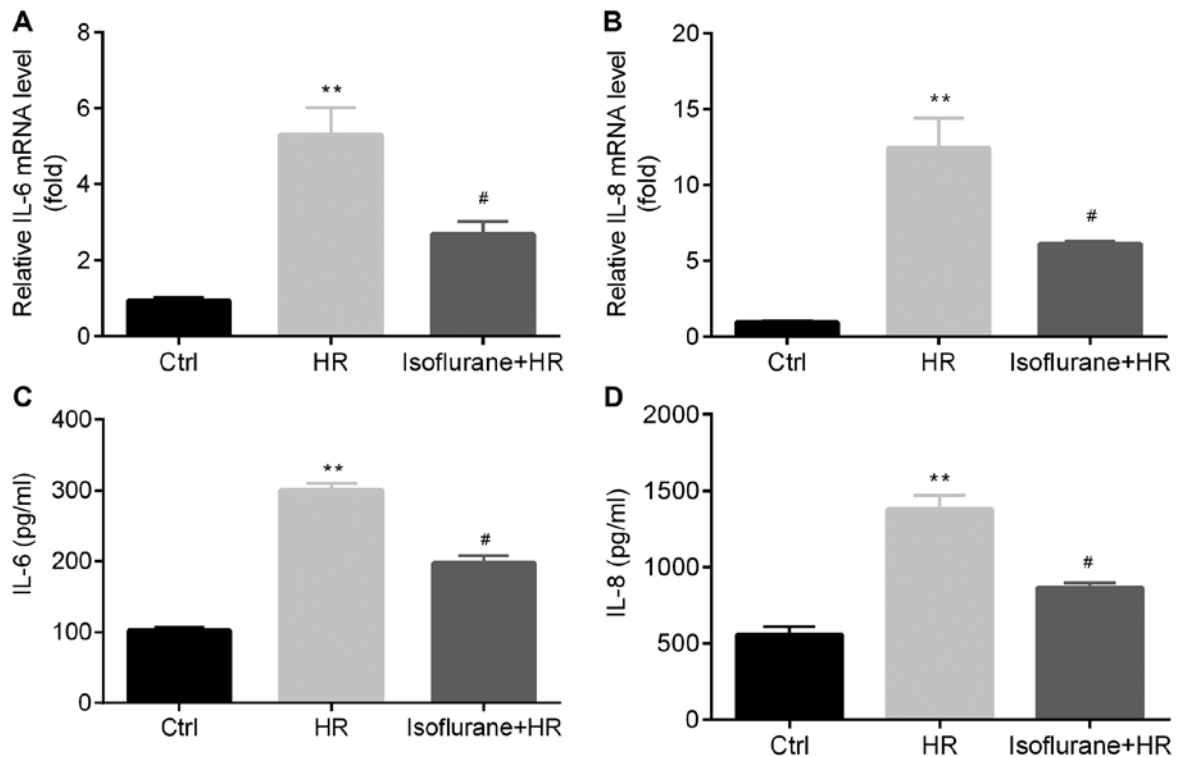 A
Relative IL-6 mRNA level
(fold)
8
6
4
2
0
**
#
Ctrl
HR
Isoflurane+HR
B
Relative IL-8 mRNA level
(fold)
20
15
10
5
0
**
#
Ctrl
HR
Isoflurane+HR
C
IL-6 (pg/ml)
400
300
200
100
0
**
#
Ctrl
HR
Isoflurane+HR
D
IL-8 (pg/ml)
2000
1500
1000
500
0
**
#
Ctrl
HR
Isoflurane+HR